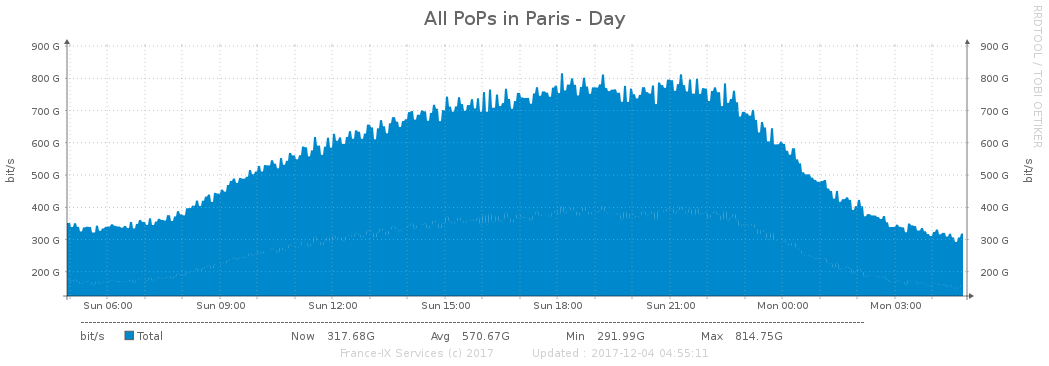 All PoPs in Paris - Day
RRDTOOL / TOBI OETIKER
bit/s
900 G
800 G
700 G
600 G
500 G
400 G
300 G
200 G
900 G
800 G
700 G
600 G
500 G
400 G
300 G
200 G
bit/s
Sun 06:00 Sun 09:00 Sun 12:00 Sun 15:00 Sun 18:00 Sun 21:00 Mon 00:00 Mon 03:00
bit/s Total Now 317.68G Avg 570.67G Min 291.99G Max 814.75G
France-IX Services (c) 2017 Updated : 2017-12-04 04:55:11